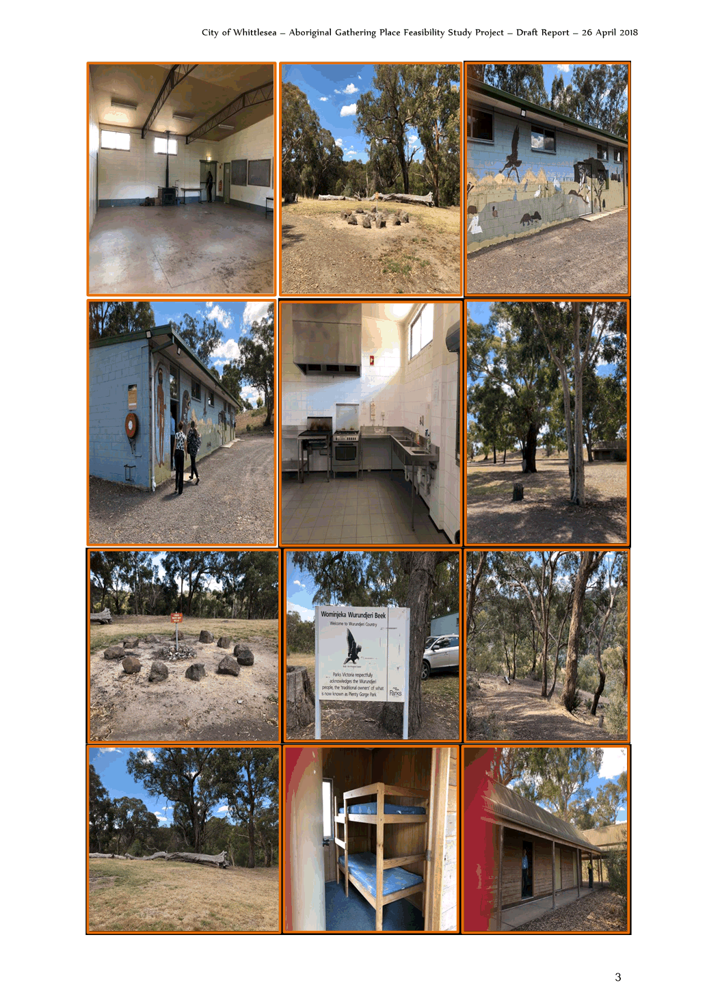 City of Whittlesea – Aboriginal Gathering Place Feasibility Study Project – Draft Report – 26 April 2018
Wominjeka Wurundjeri Beek
Welcome to Wurundjeri Country
Parks Victoria respectfully
acknowledges the Wurundjeri
people, the 'traditional owners' of what
is now known as Plenty Gorge Park
Parks
3